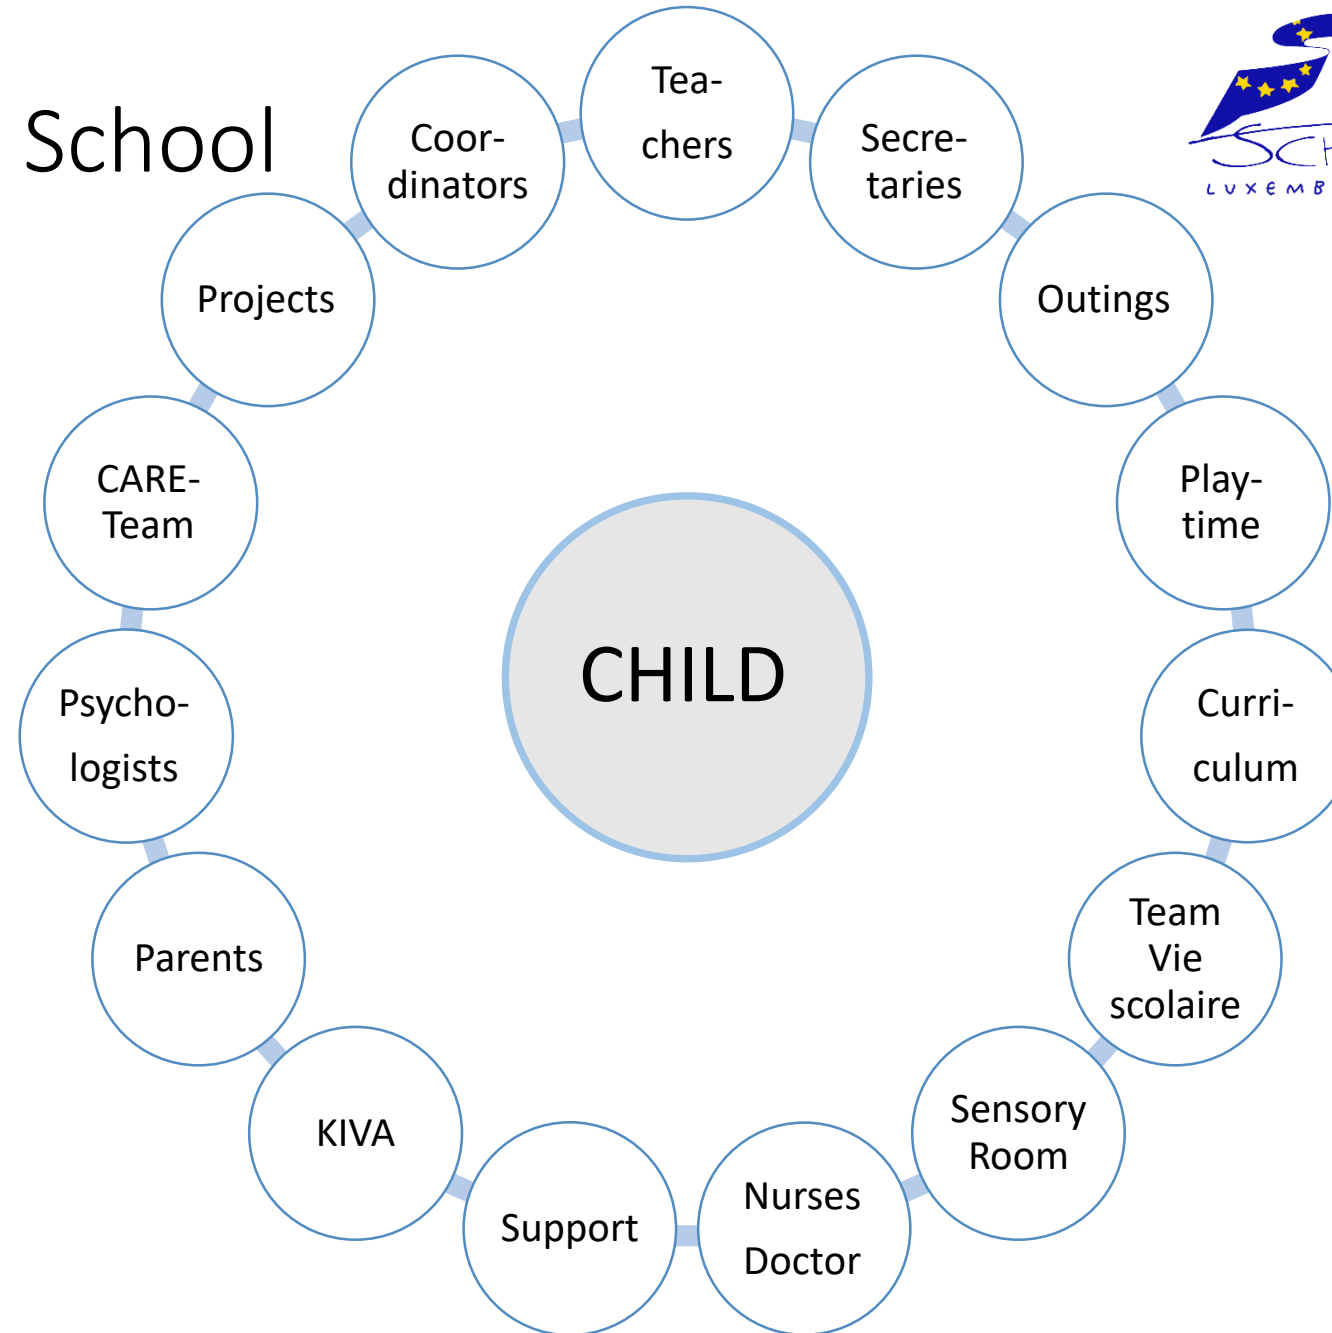 School
Tea-
chers
Secre-
taries
Outings
Play-
time
Curri-
culum
Team
Vie
scolaire
Sensory
Room
Nurses
Doctor
Support
KIVA
Parents
Psycho-
logists
CARE-
Team
Projects
Coor-
dinators
CHILD